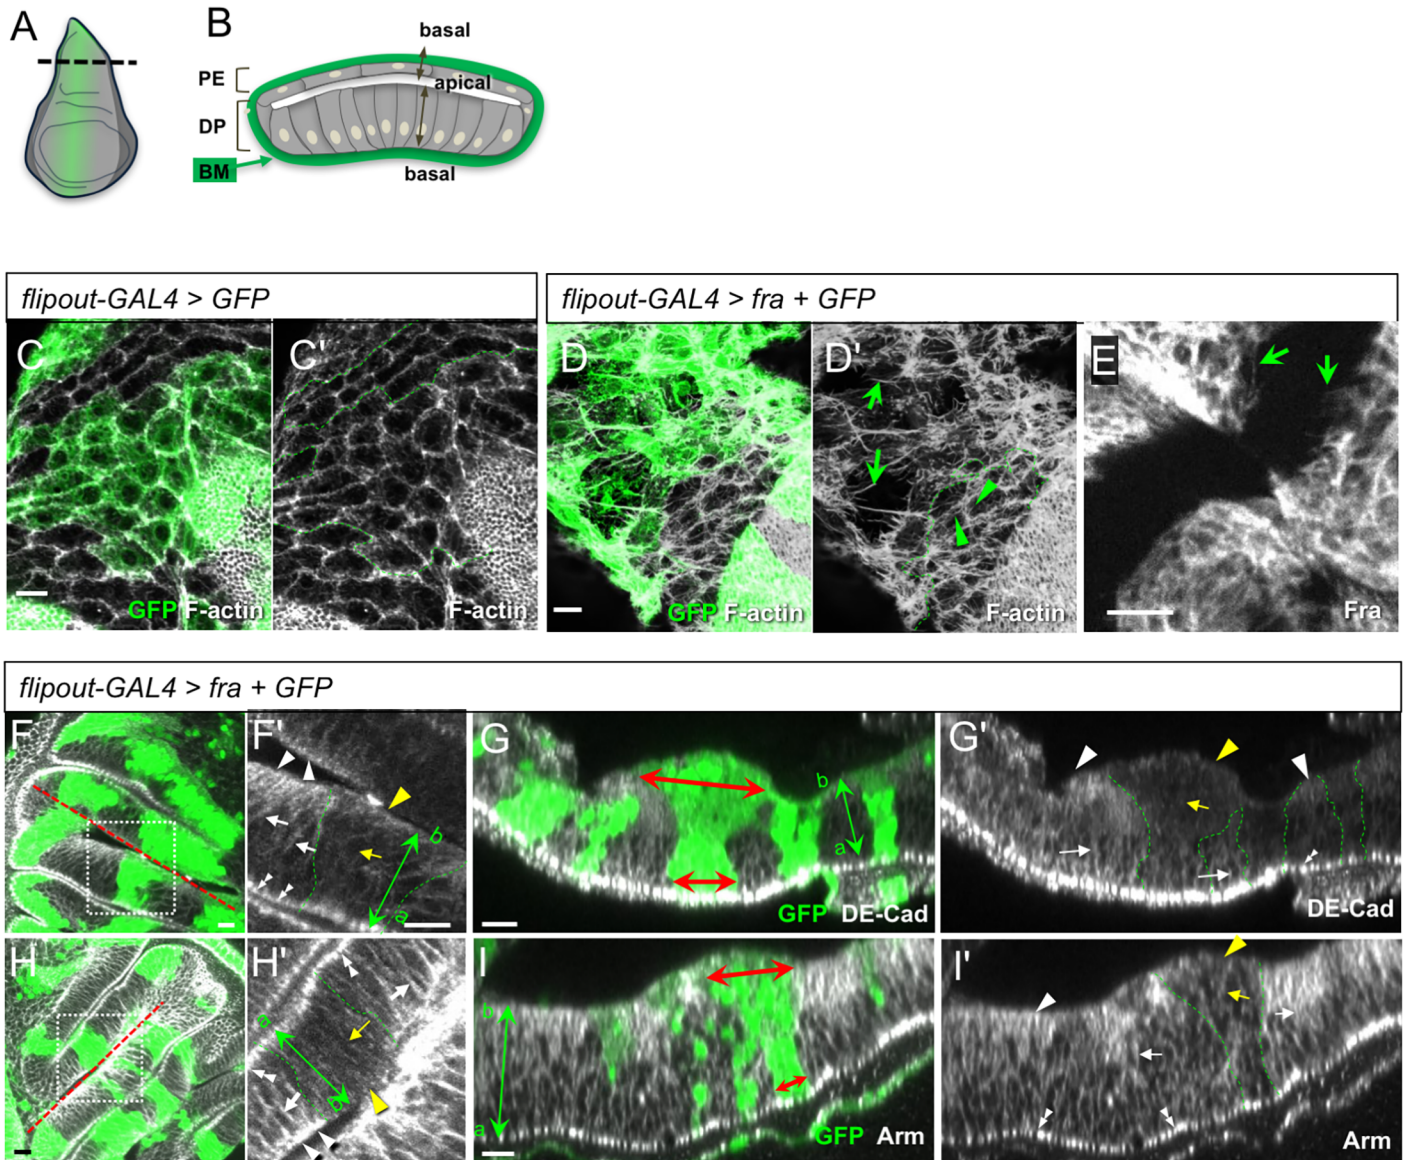 A
B
basal
PE
apical
DP
BM
basal
flipout-GAL4 > GFP
flipout-GAL4 > fra + GFP
C
C'
D
D'
E
GFP F-actin
F-actin
GFP F-actin
F-actin
Fra
flipout-GAL4 > fra + GFP
F
F'
G
G'
b
a
b
a
GFP DE-Cad
DE-Cad
H
H'
I
I'
a
b
b
a
GFP Arm
Arm